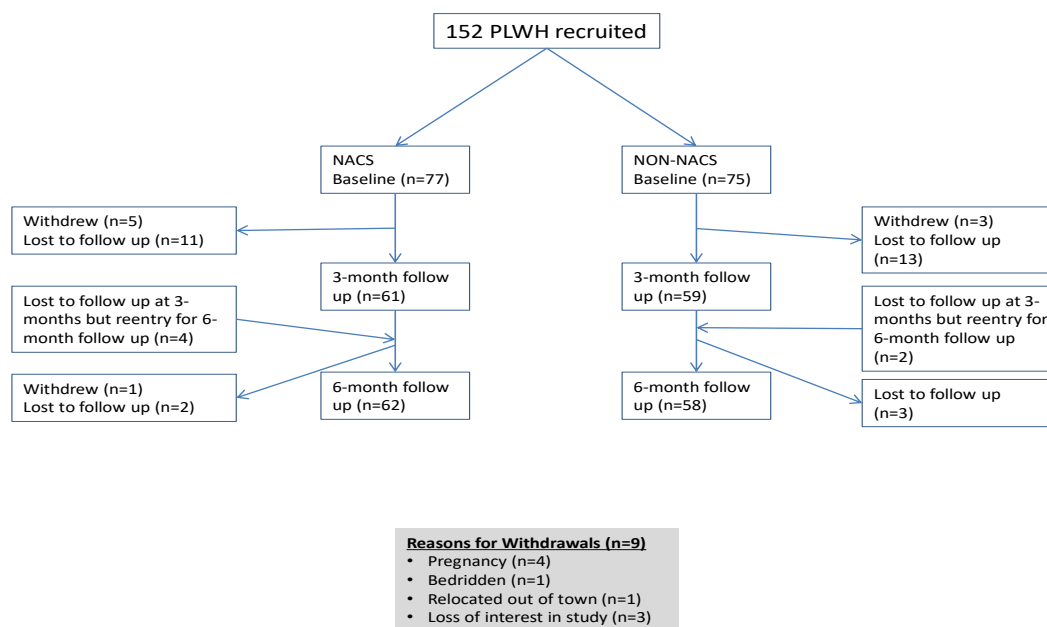 152 PLWH recruited
NACS
Baseline (n=77)
NON-NACS
Baseline (n=75)
Withdrew (n=5)
Lost to follow up (n=11)
Withdrew (n=3)
Lost to follow up
(n=13)
3-month follow
up (n=61)
3-month follow
up (n=59)
Lost to follow up at 3-
months but reentry for 6-
month follow up (n=4)
Lost to follow up at 3-
months but reentry for
6-month follow up
(n=2)
Withdrew (n=1)
Lost to follow up (n=2)
6-month follow
up (n=62)
6-month follow
up (n=58)
Lost to follow up
(n=3)
Reasons for Withdrawals (n=9)
• Pregnancy (n=4)
• Bedridden (n=1)
• Relocated out of town (n=1)
• Loss of interest in study (n=3)